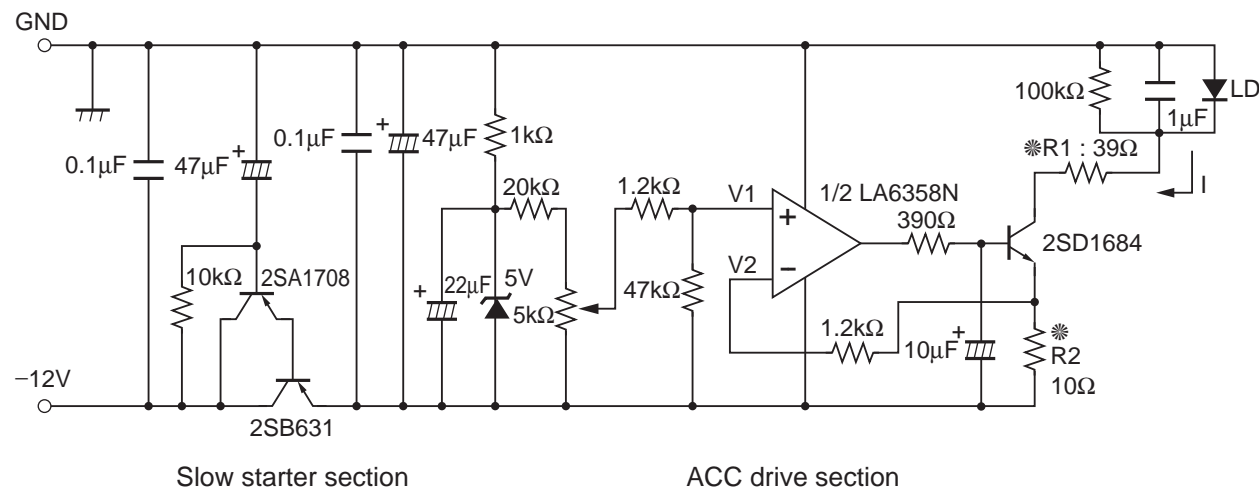 GND
100kΩ
1µF
LD
0.1µF
47µF
+
0.1µF
+
47µF
1kΩ
※R1 : 39Ω
I
20kΩ
1.2kΩ
V1
+
1/2 LA6358N
390Ω
2SD1684
10kΩ
2SA1708
+
22µF
5V
5kΩ
47kΩ
V2
−
1.2kΩ
10µF
+
※
R2
10Ω
−12V
2SB631
Slow starter section
ACC drive section